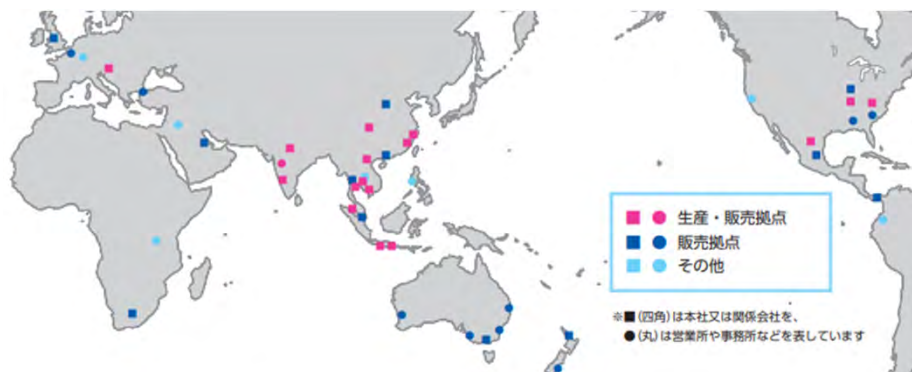 生産・販売拠点
販売拠点
その他
※■(四角)は本社又は関係会社を、
●(丸)は営業所や事務所などを表しています